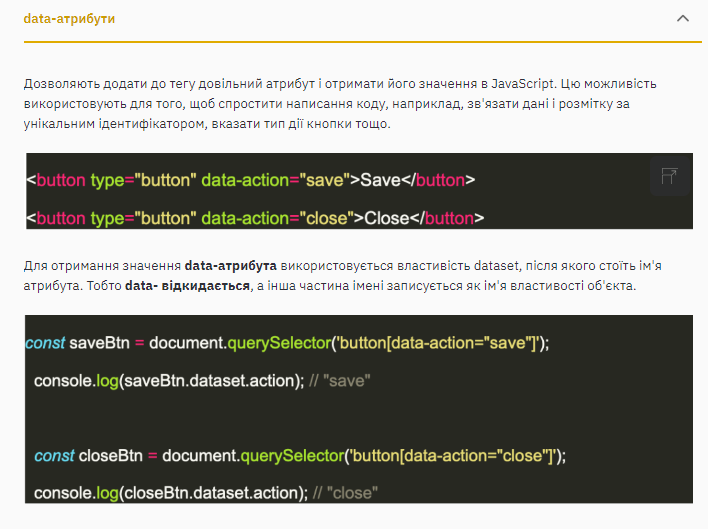 data-атрибути
Дозволяють додати до тегу довільний атрибут і отримати його значення в JavaScript. Цю можливість
використовують для того, щоб спростити написання коду, наприклад, зв'язати дані і розмітку за
унікальним ідентифікатором, вказати тип дії кнопки тощо.
<button type="button" data-action="save">Save</button>
<button type="button" data-action="close">Close</button>
Для отримання значення data-атрибута використовується властивість dataset, після якого стоїть ім'я
атрибута. Тобто data- відкидається, а інша частина імені записується як ім'я властивості об'єкта.
const saveBtn = document.querySelector('button[data-action="save"]');
console.log(saveBtn.dataset.action); // "save"
const closeBtn = document.querySelector('button[data-action="close"]');
console.log(closeBtn.dataset.action); // "close"